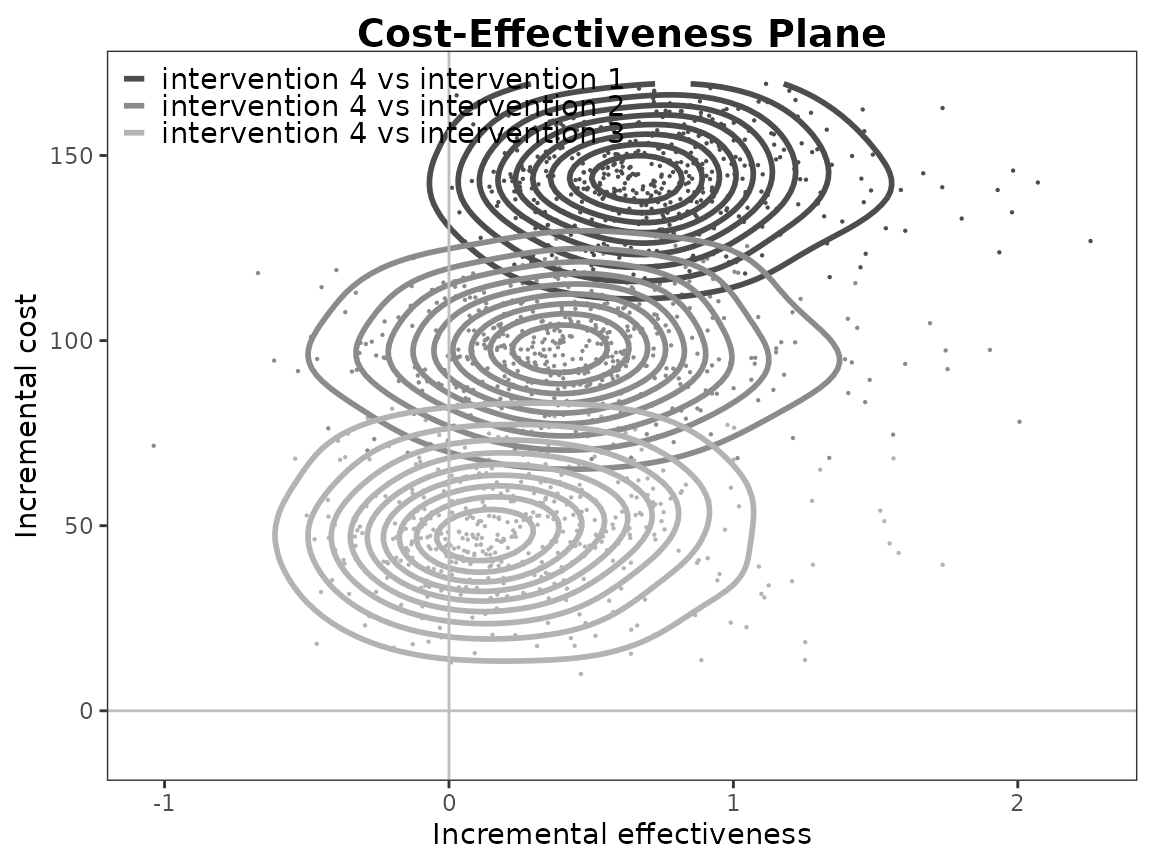 Cost-Effectiveness Plane
intervention 4 vs intervention 1
intervention 4 vs intervention 2
intervention 4 vs intervention 3
Incremental cost
150
100
50
0
-1 0 1 2
Incremental effectiveness